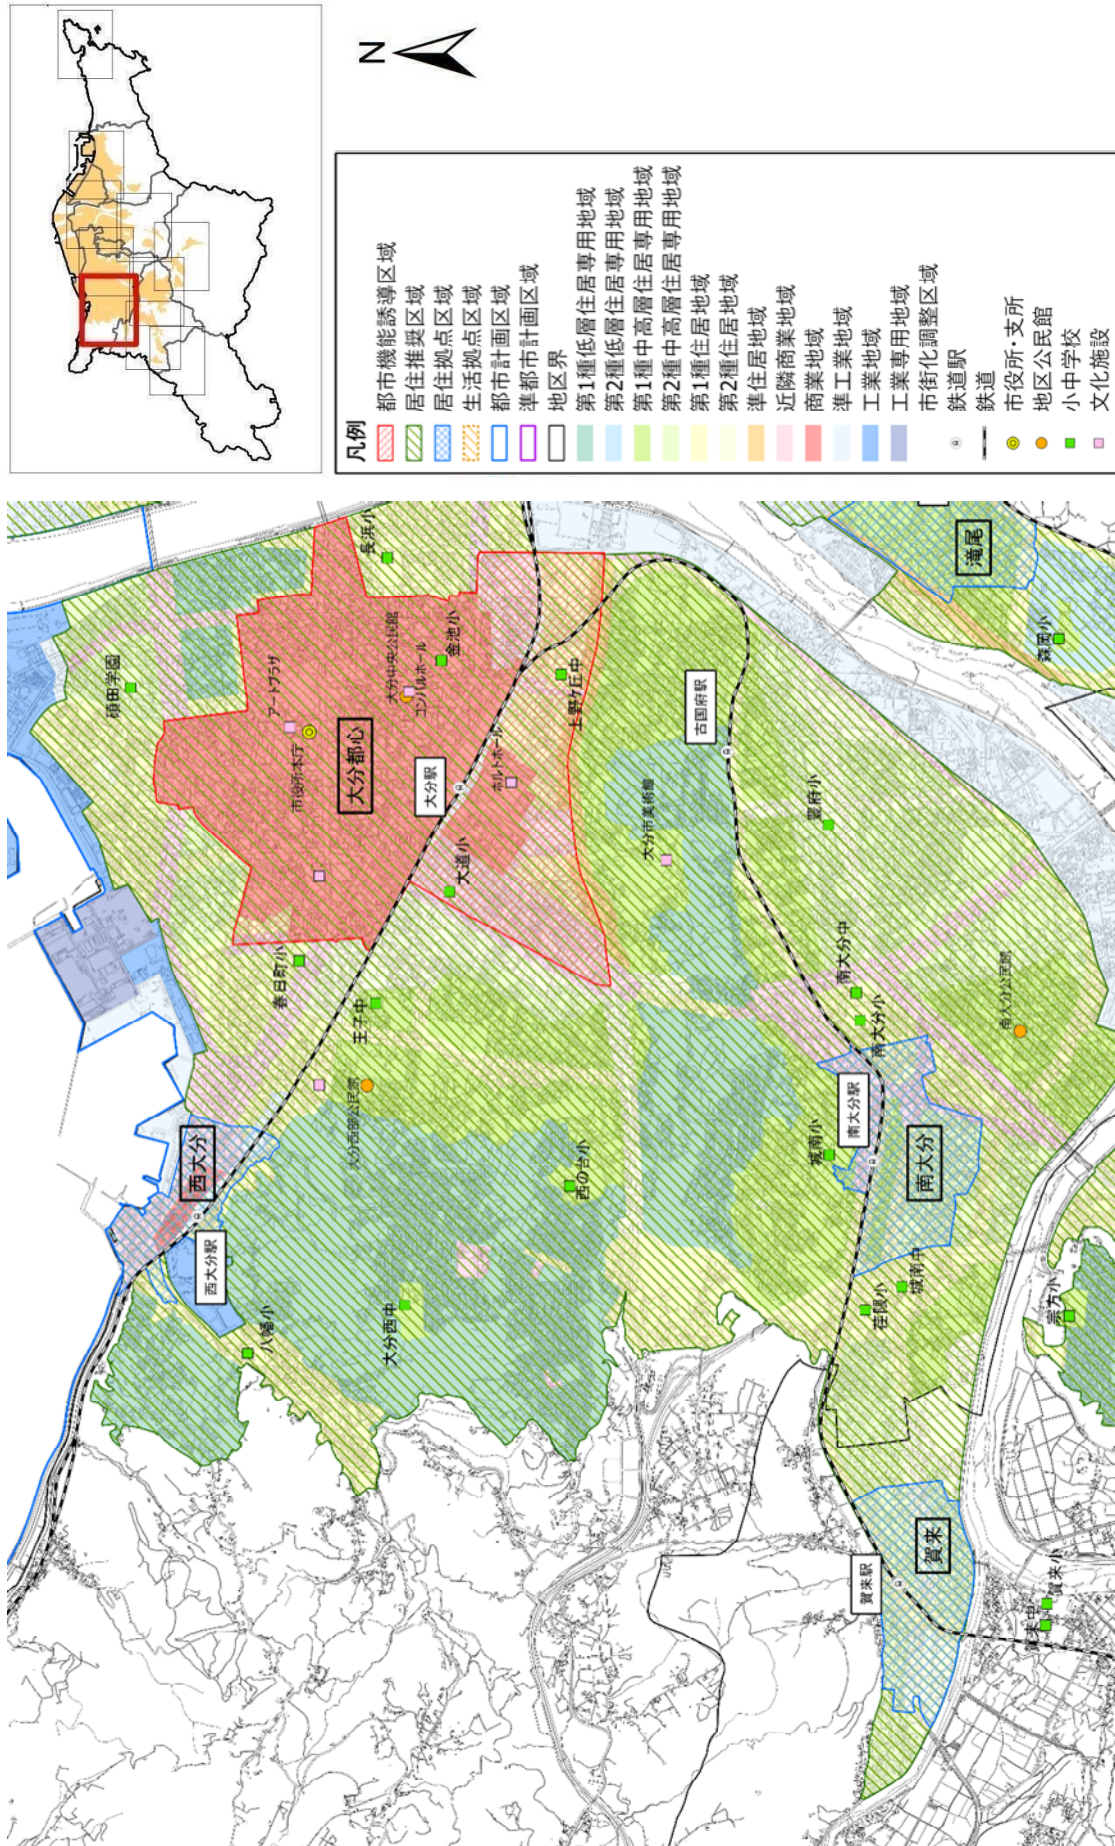 N
凡例
都市機能誘導区域
居住推奨区域
居住拠点区域
生活拠点区域
都市計画区域
準都市計画区域
地区界
第1種低層住居専用地域
第2種低層住居専用地域
第1種中高層住居専用地域
第2種中高層住居専用地域
第1種住居地域
第2種住居地域
準住居地域
近隣商業地域
商業地域
準工業地域
工業地域
工業専用地域
市街化調整区域
鉄道駅
鉄道
市役所・支所
地区公民館
小中学校
文化施設
碩田学園
長浜小
アートプラザ
市役所本庁
大分都心
大分中央公民館
コンパルホール
金池小
大分駅
ホルトホール
上野ケ丘中
大道小
春日町小
王子中
大分西部公民館
西大分
西大分駅
八幡小
大分西中
西の台小
大分市美術館
古国府駅
豊府小
滝尾
森岡小
南大分中
南大分小
南大分公民館
南大分駅
南大分
城南小
城南中
荏隈小
宗方小
賀来駅
賀来
賀来中
賀来小